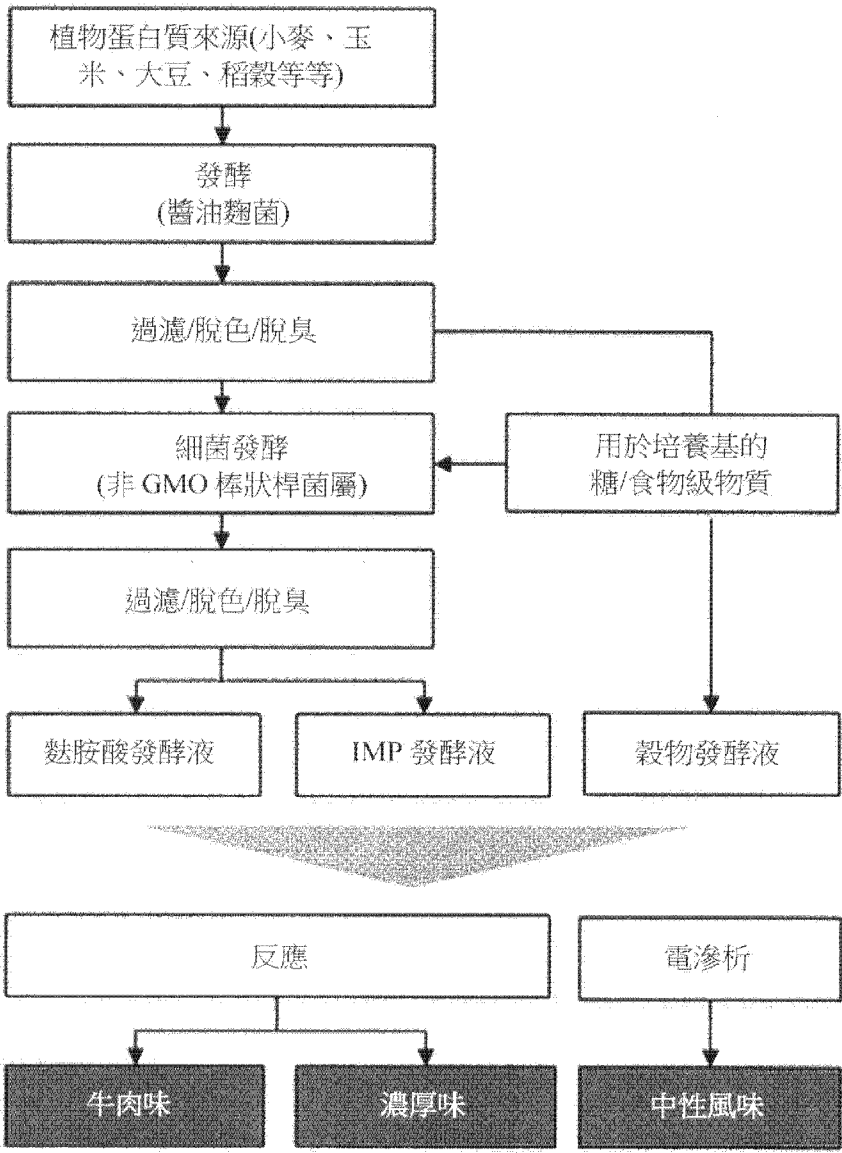 植物蛋白質來源(小麥、玉
米、大豆、稻穀等等)
發酵
(醬油麴菌)
過濾/脫色/脫臭
細菌發酵
(非 GMO 棒狀桿菌屬)
用於培養基的
糖/食物級物質
過濾/脫色/脫臭
麩胺酸發酵液
IMP 發酵液
穀物發酵液
反應
電滲析
牛肉味
濃厚味
中性風味